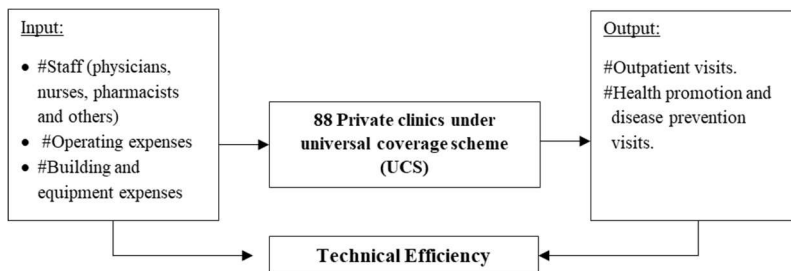 Input:
● #Staff (physicians,
nurses, pharmacists
and others)
● #Operating expenses
● #Building and
equipment expenses
88 Private clinics under
universal coverage scheme
(UCS)
Output:
#Outpatient visits.
#Health promotion and
disease prevention
visits.
Technical Efficiency